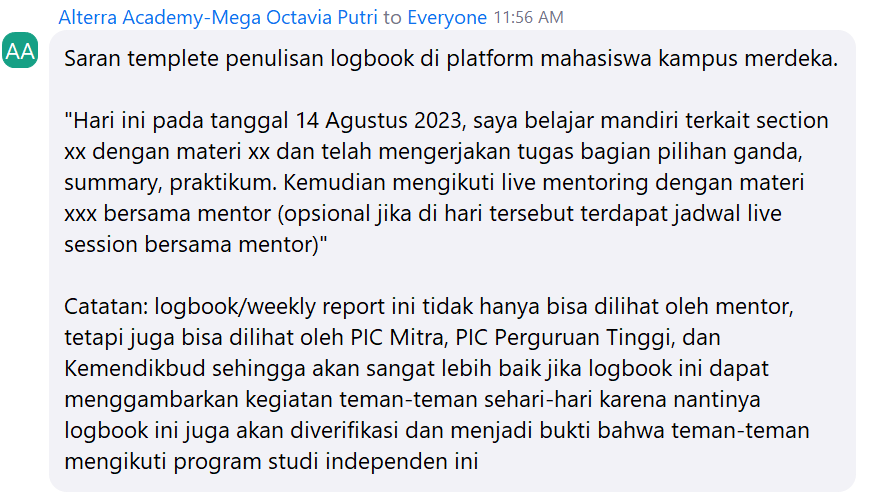 Alterra Academy-Mega Octavia Putri to Everyone 11:56 AM
AA
Saran templete penulisan logbook di platform mahasiswa kampus merdeka.
"Hari ini pada tanggal 14 Agustus 2023, saya belajar mandiri terkait section
xx dengan materi xx dan telah mengerjakan tugas bagian pilihan ganda,
summary, praktikum. Kemudian mengikuti live mentoring dengan materi
xxx bersama mentor (opsional jika di hari tersebut terdapat jadwal live
session bersama mentor)"
Catatan: logbook/weekly report ini tidak hanya bisa dilihat oleh mentor,
tetapi juga bisa dilihat oleh PIC Mitra, PIC Perguruan Tinggi, dan
Kemendikbud sehingga akan sangat lebih baik jika logbook ini dapat
menggambarkan kegiatan teman-teman sehari-hari karena nantinya
logbook ini juga akan diverifikasi dan menjadi bukti bahwa teman-teman
mengikuti program studi independen ini